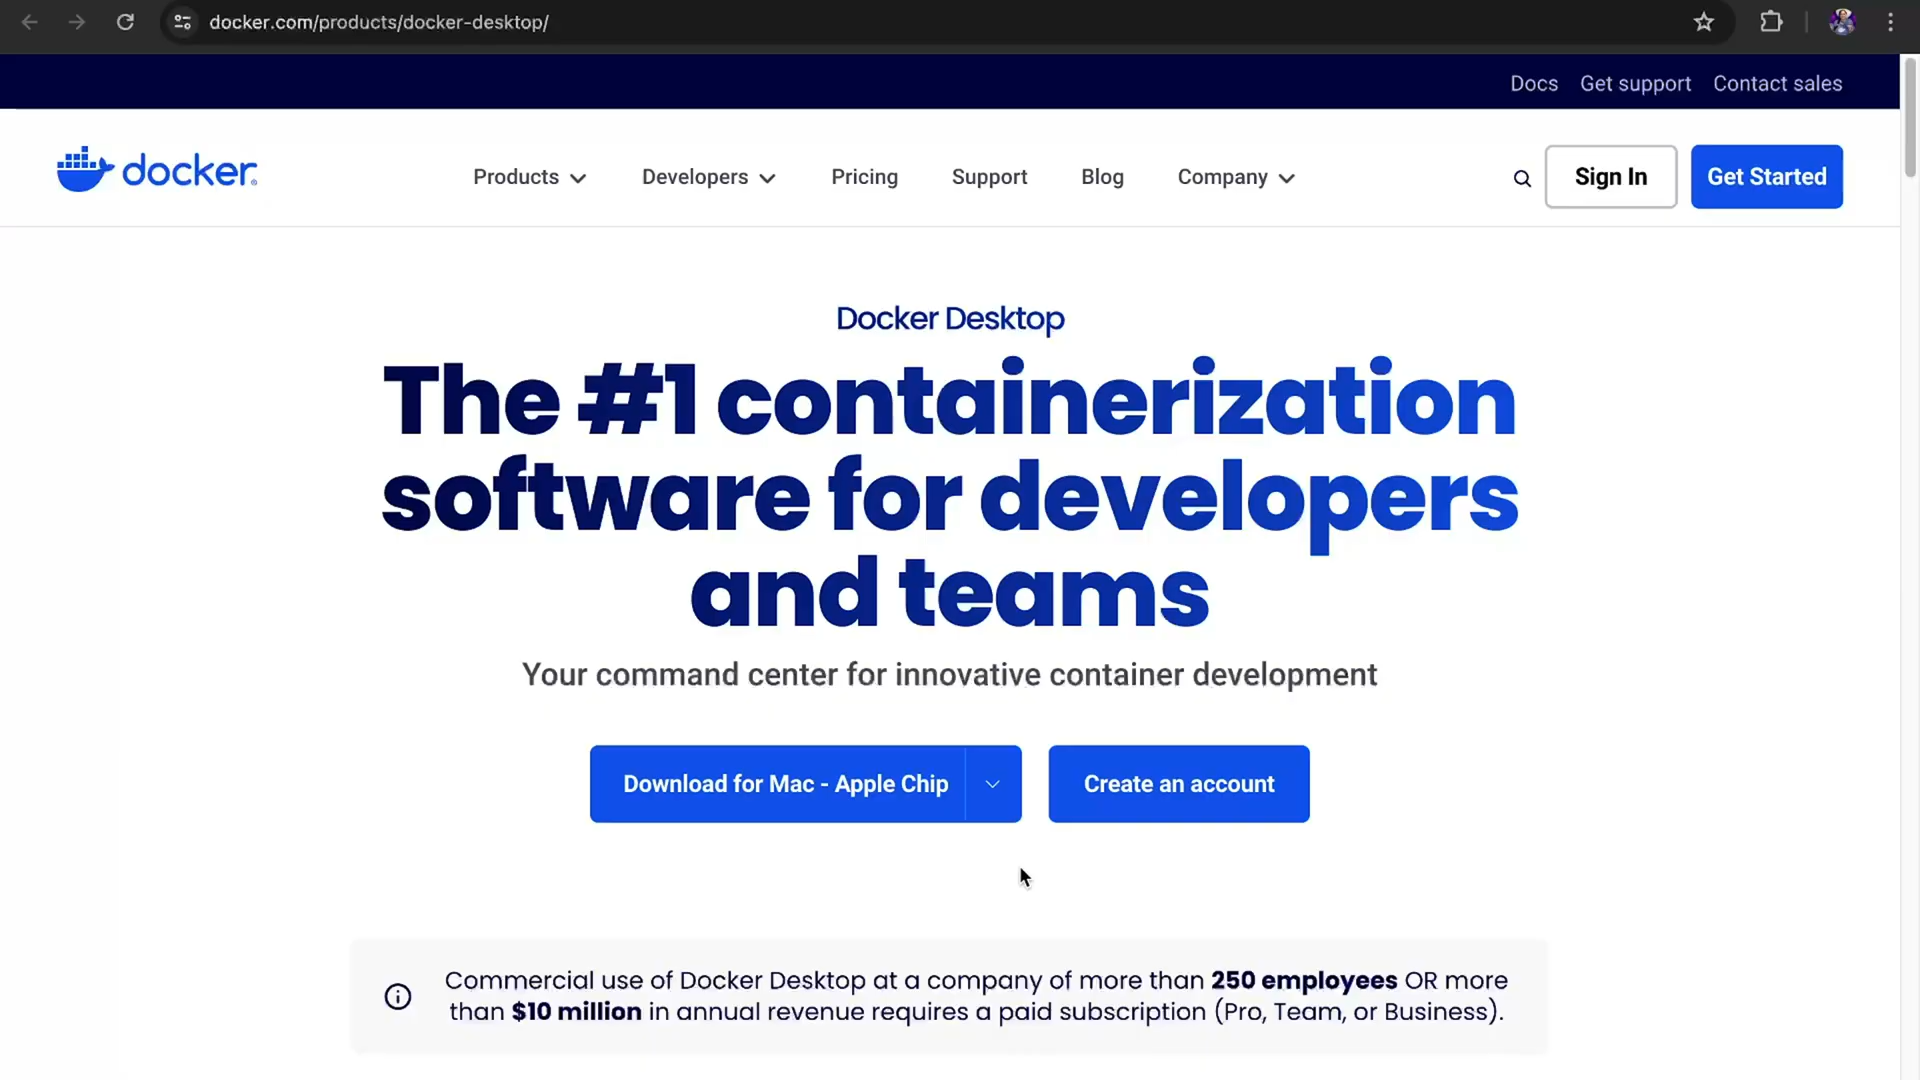 docker.com/products/docker-desktop/
Docs Get support Contact sales
docker Products Developers Pricing Support Blog Company Sign In Get Started
Docker Desktop
The #1 containerization
software for developers
and teams
Your command center for innovative container development
Download for Mac - Apple Chip Create an account
Commercial use of Docker Desktop at a company of more than 250 employees OR more
than $10 million in annual revenue requires a paid subscription (Pro, Team, or Business).